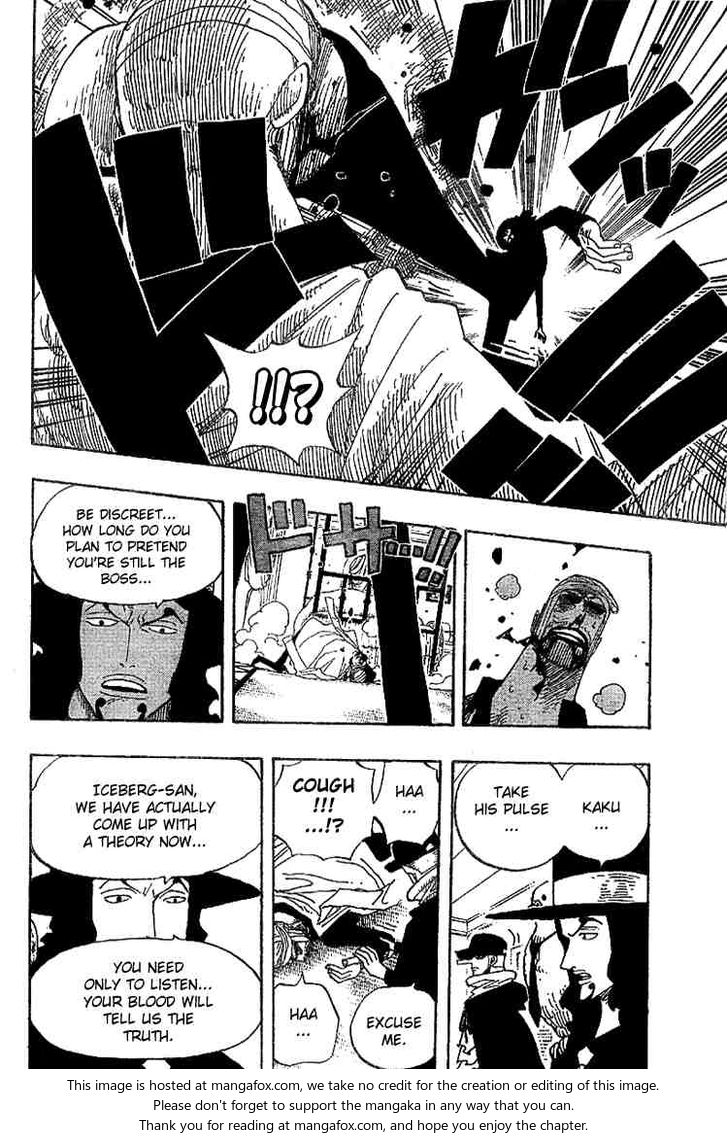 !!?
ドサ...!!
BE DISCREET...
HOW LONG DO YOU
PLAN TO PRETEND
YOU'RE STILL THE
BOSS...
KAKU
...
TAKE
HIS PULSE
...
HAA
...
COUGH
!!!
...!?
EXCUSE
ME.
HAA
...
ICEBERG-SAN,
WE HAVE ACTUALLY
COME UP WITH
A THEORY NOW...
YOU NEED
ONLY TO LISTEN...
YOUR BLOOD WILL
TELL US THE
TRUTH.
This image is hosted at mangafox.com, we take no credit for the creation or editing of this image.
Please don't forget to support the mangaka in any way that you can.
Thank you for reading at mangafox.com, and hope you enjoy the chapter.